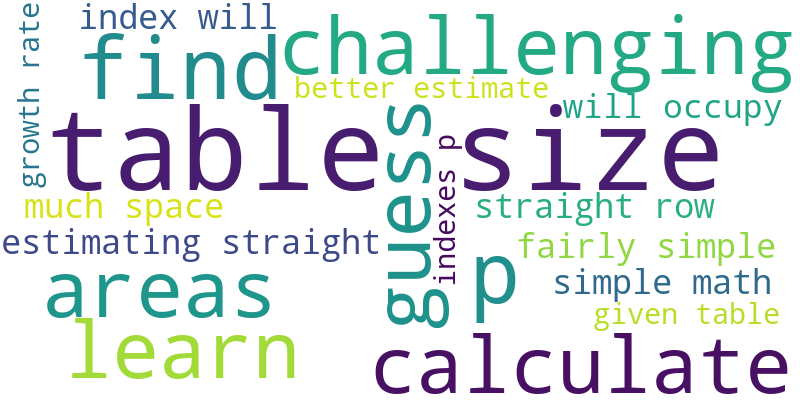 index will
growth rate
find
challenging
better estimate
will occupy
table size
guess
indexes p
much space
straight row
estimating straight
fairly simple
areas
p
simple math
given table
learn
calculate